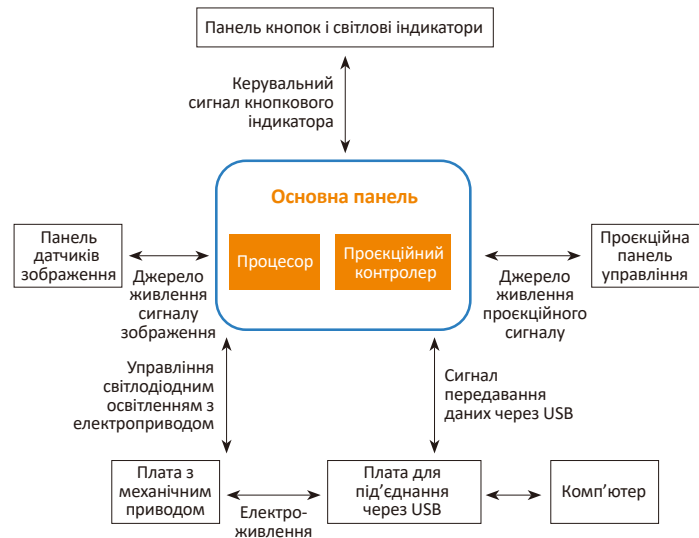 Панель кнопок і світлові індикатори
Керувальний
сигнал кнопкового
індикатора
Основна панель
Процесор
Проєкційний
контролер
Панель
датчиків
зображення
Джерело
живлення
сигналу
зображення
Джерело
живлення
проєкційного
сигналу
Проєкційна
панель
управління
Управління
світлодіодним
освітленням з
електроприводом
Сигнал
передавання
даних через USB
Плата з
механічним
приводом
Електро-
живлення
Плата для
під’єднання
через USB
Комп’ютер